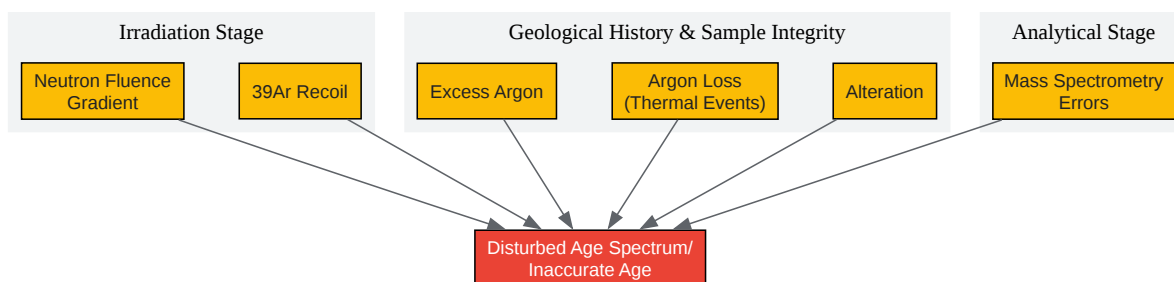 Irradiation Stage
Geological History & Sample Integrity
Analytical Stage
Neutron Fluence
Gradient
39Ar Recoil
Excess Argon
Argon Loss
(Thermal Events)
Alteration
Mass Spectrometry
Errors
Disturbed Age Spectrum/
Inaccurate Age